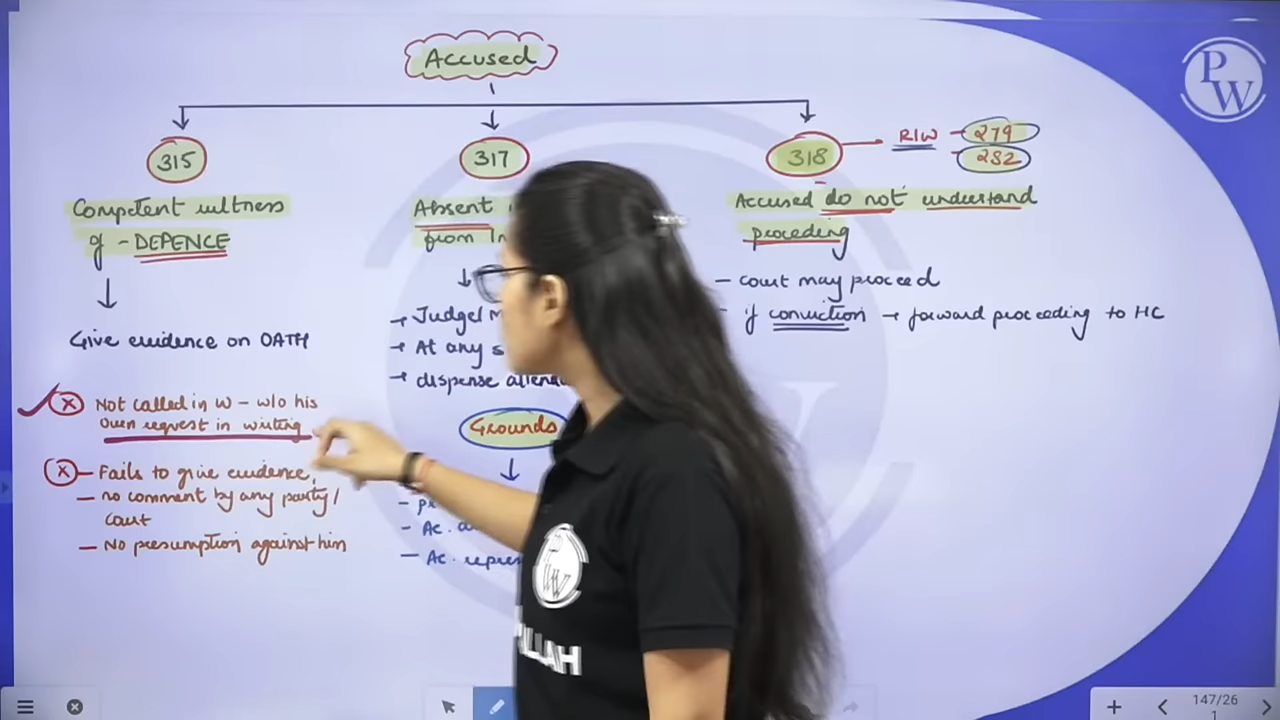 Accused
315
Competent witness
of - DEFENCE
Give evidence on OATH
Not called in W - w/o his
own request in writing
Fails to give evidence,
no comment by any party /
court
No presumption against him
317
Absent
from In
→ Judge/
→ At any
→ dispense
Grounds
- Ac.
- Ac.
318 → R/W - 279
- 282
Accused do not understand
proceding
- court may proceed
- if conviction → forward proceeding to HC
PW
PW
147/26
1